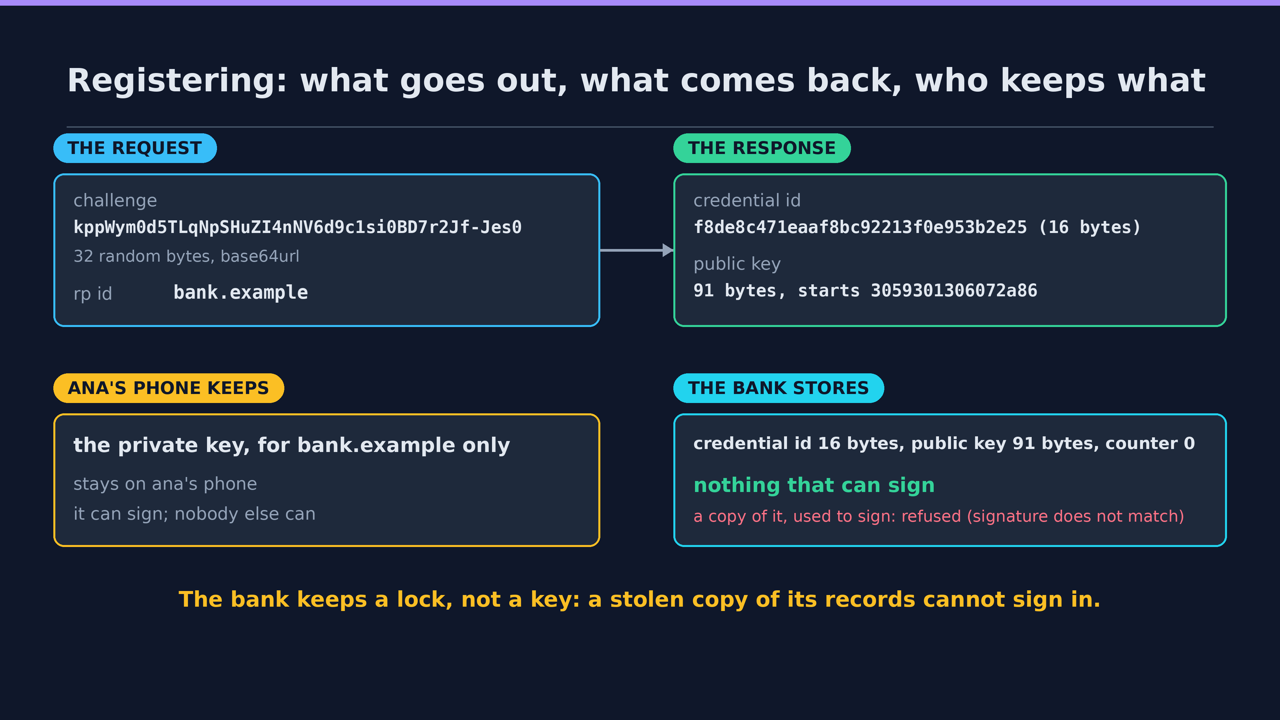 Registering: what goes out, what comes back, who keeps what
THE REQUEST
challenge
kppWym0d5TLqNpSHuZI4nNV6d9c1si0BD7r2Jf-Jes0
32 random bytes, base64url
rp id bank.example
THE RESPONSE
credential id
f8de8c471eaaf8bc92213f0e953b2e25 (16 bytes)
public key
91 bytes, starts 3059301306072a86
ANA'S PHONE KEEPS
the private key, for bank.example only
stays on ana's phone
it can sign; nobody else can
THE BANK STORES
credential id 16 bytes, public key 91 bytes, counter 0
nothing that can sign
a copy of it, used to sign: refused (signature does not match)
The bank keeps a lock, not a key: a stolen copy of its records cannot sign in.